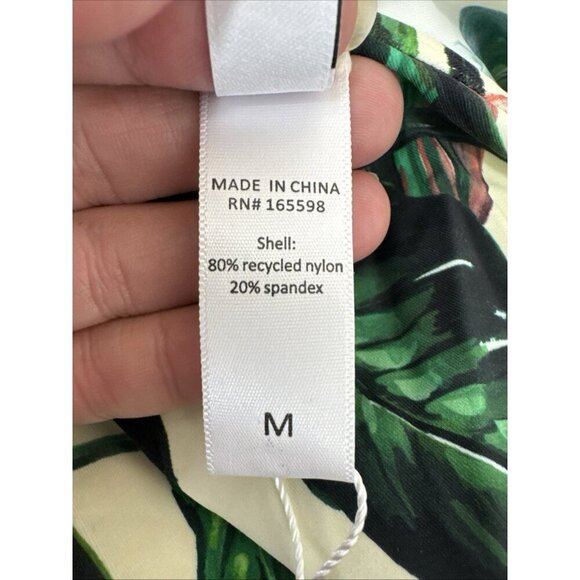 MADE IN CHINA
RN# 165598
Shell:
80% recycled nylon
20% spandex
M